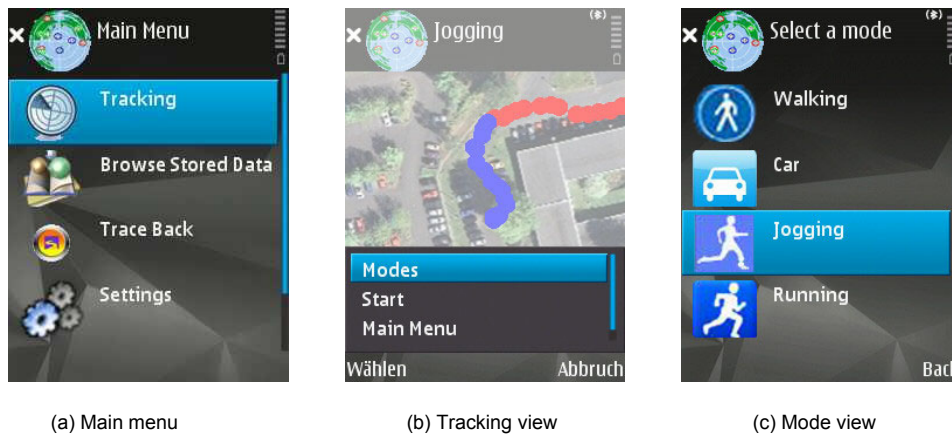 Main Menu
Tracking
Browse Stored Data
Trace Back
Settings
(a) Main menu
Jogging
Modes
Start
Main Menu
Wählen Abbruch
(b) Tracking view
Select a mode
Walking
Car
Jogging
Running
Back
(c) Mode view